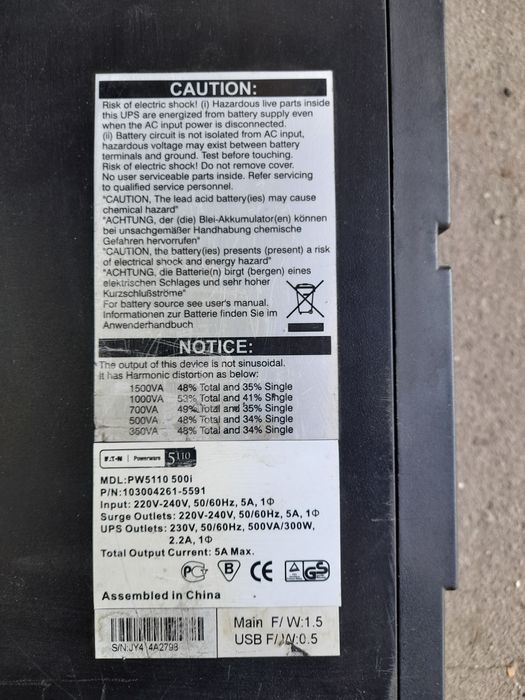 CAUTION:
Risk of electric shock! (i) Hazardous live parts inside
this UPS are energized from battery supply even
when the AC input power is disconnected.
(ii) Battery circuit is not isolated from AC input,
hazardous voltage may exist between battery
terminals and ground. Test before touching.
Risk of electric shock! Do not remove cover.
No user serviceable parts inside. Refer servicing
to qualified service personnel.
"CAUTION, The lead acid battery(ies) may cause
chemical hazard"
"ACHTUNG, der (die) Blei-Akkumulator(en) können
bei unsachgemäßer Handhabung chemische
Gefahren hervorrufen"
"CAUTION, the battery(ies) presents (present) a risk
of electrical shock and energy hazard"
"ACHTUNG, die Batterie(n) birgt (bergen) eines
elektrischen Schlages und sehr hoher
Kurzschlußströme"
For battery source see user's manual.
Informationen zur Batterie finden Sie im
Anwenderhandbuch
NOTICE:
The output of this device is not sinusoidal.
It has Harmonic distortion as below:
1500VA 48% Total and 35% Single
1000VA 53% Total and 41% Single
700VA 49% Total and 35% Single
500VA 48% Total and 34% Single
350VA 48% Total and 34% Single
EATON Powerware 5110
MDL:PW5110 500i
P/N:103004261-5591
Input: 220V-240V, 50/60Hz, 5A, 1Φ
Surge Outlets: 220V-240V, 50/60Hz, 5A, 1Φ
UPS Outlets: 230V, 50/60Hz, 500VA/300W,
2.2A, 1Φ
Total Output Current: 5A Max.
B CE GS
Assembled in China
Main F/W:1.5
USB F/W:0.5